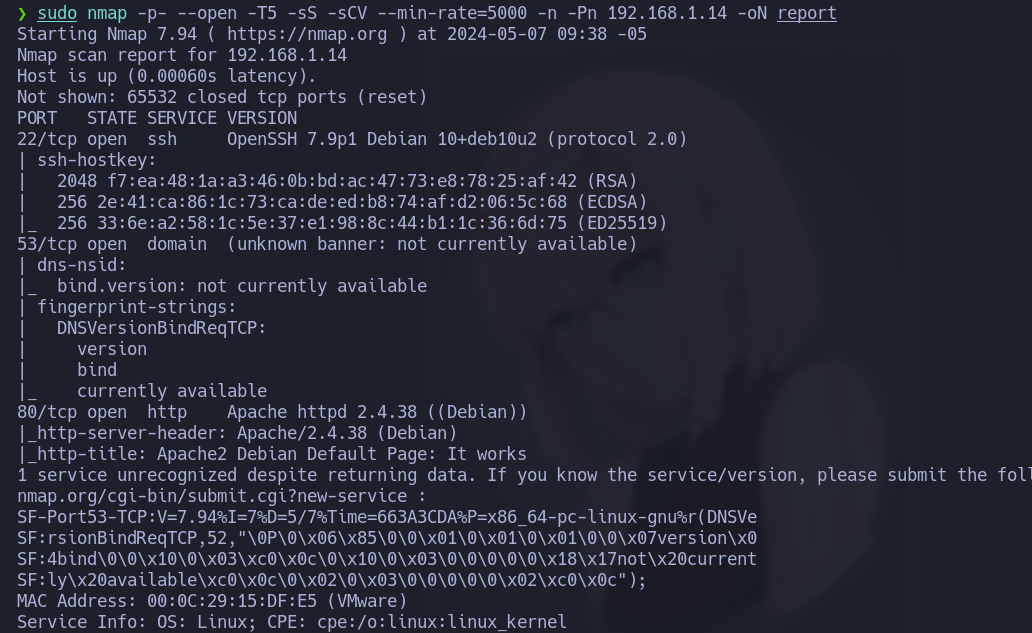 ❯ sudo nmap -p- --open -T5 -sS -sCV --min-rate=5000 -n -Pn 192.168.1.14 -oN report
Starting Nmap 7.94 ( https://nmap.org ) at 2024-05-07 09:38 -05
Nmap scan report for 192.168.1.14
Host is up (0.00060s latency).
Not shown: 65532 closed tcp ports (reset)
PORT   STATE SERVICE VERSION
22/tcp open  ssh     OpenSSH 7.9p1 Debian 10+deb10u2 (protocol 2.0)
| ssh-hostkey:
|   2048 f7:ea:48:1a:a3:46:0b:bd:ac:47:73:e8:78:25:af:42 (RSA)
|   256 2e:41:ca:86:1c:73:ca:de:ed:b8:74:af:d2:06:5c:68 (ECDSA)
|_  256 33:6e:a2:58:1c:5e:37:e1:98:8c:44:b1:1c:36:6d:75 (ED25519)
53/tcp open  domain  (unknown banner: not currently available)
| dns-nsid:
|_  bind.version: not currently available
| fingerprint-strings:
|   DNSVersionBindReqTCP:
|     version
|     bind
|_    currently available
80/tcp open  http    Apache httpd 2.4.38 ((Debian))
|_http-server-header: Apache/2.4.38 (Debian)
|_http-title: Apache2 Debian Default Page: It works
1 service unrecognized despite returning data. If you know the service/version, please submit the fol
nmap.org/cgi-bin/submit.cgi?new-service :
SF-Port53-TCP:V=7.94%I=7%D=5/7%Time=663A3CDA%P=x86_64-pc-linux-gnu%r(DNSVe
SF:rsionBindReqTCP,52,"\0P\0\x06\x85\0\0\x01\0\x01\0\x01\0\0\x07version\x0
SF:4bind\0\0\x10\0\x03\xc0\x0c\0\x10\0\x03\0\0\0\0\0\x18\x17not\x20current
SF:ly\x20available\xc0\x0c\0\x02\0\x03\0\0\0\0\0\x02\xc0\x0c");
MAC Address: 00:0C:29:15:DF:E5 (VMware)
Service Info: OS: Linux; CPE: cpe:/o:linux:linux_kernel